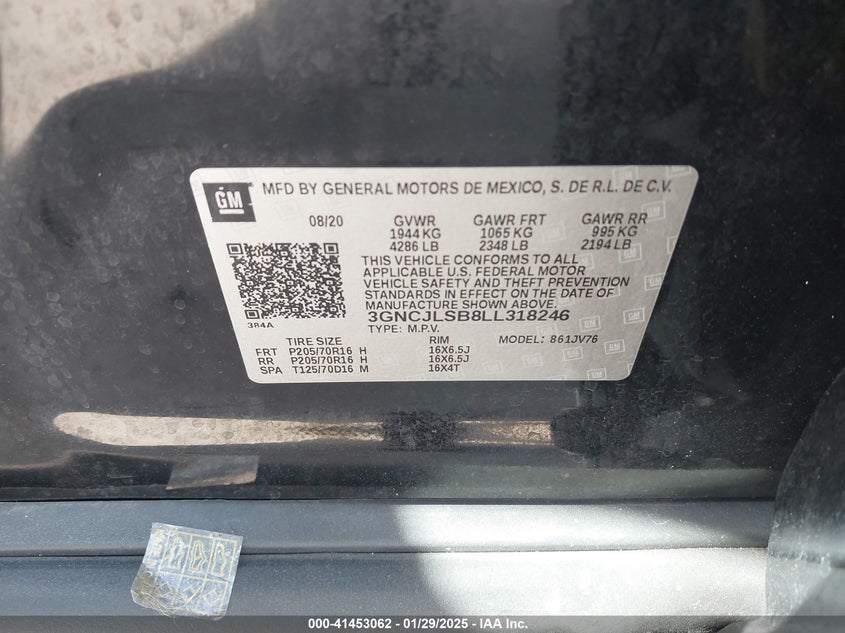 GM MFD BY GENERAL MOTORS DE MEXICO, S. DE R.L. DE C.V.
08/20 GVWR GAWR FRT GAWR RR
1944 KG 1065 KG 995 KG
4286 LB 2348 LB 2194 LB
THIS VEHICLE CONFORMS TO ALL
APPLICABLE U.S. FEDERAL MOTOR
VEHICLE SAFETY AND THEFT PREVENTION
STANDARDS IN EFFECT ON THE DATE OF
MANUFACTURE SHOWN ABOVE.
3GNCJLSB8LL318246
384A TYPE: M.P.V. MODEL: 861JV76
TIRE SIZE RIM
FRT P205/70R16 H 16X6.5J
RR P205/70R16 H 16X6.5J
SPA T125/70D16 M 16X4T
000-41453062 — 01/29/2025 — IAA Inc.